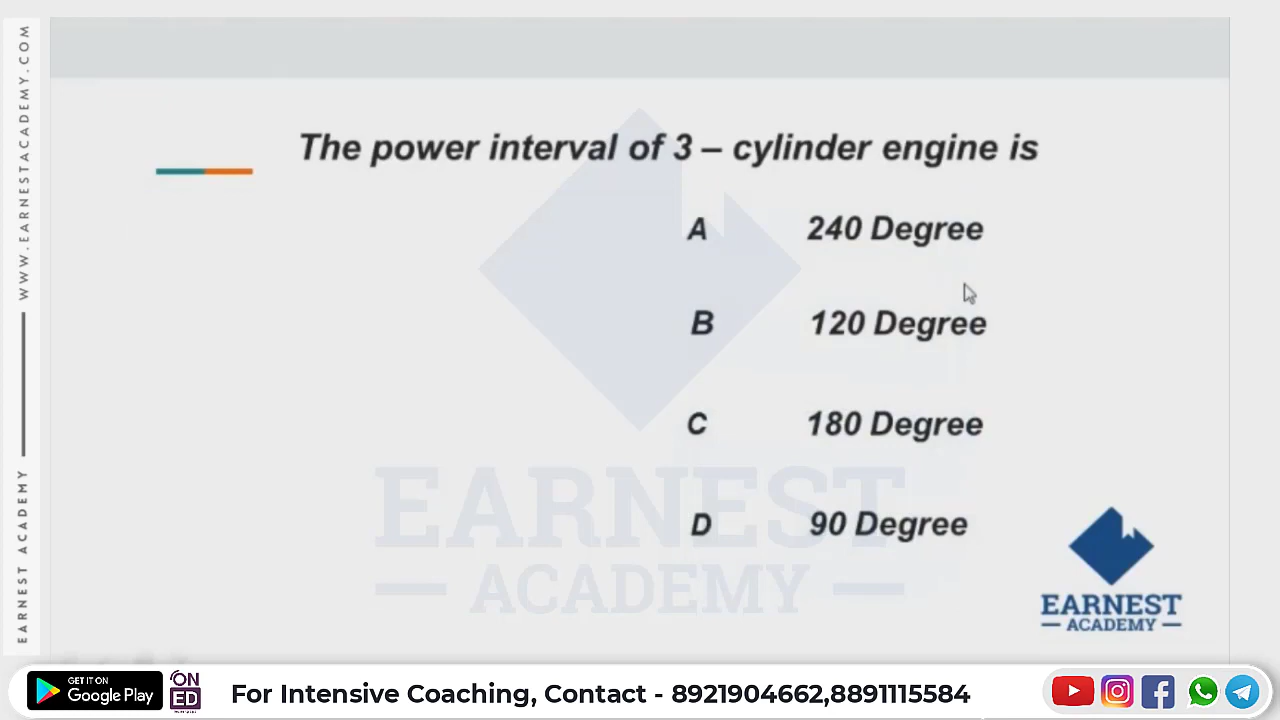 WWW.EARNESTACADEMY.COM
EARNEST ACADEMY
The power interval of 3 – cylinder engine is
A 240 Degree
B 120 Degree
C 180 Degree
D 90 Degree
EARNEST
ACADEMY
EARNEST
ACADEMY
GET IT ON
Google Play
ON
ED
For Intensive Coaching, Contact - 8921904662,8891115584